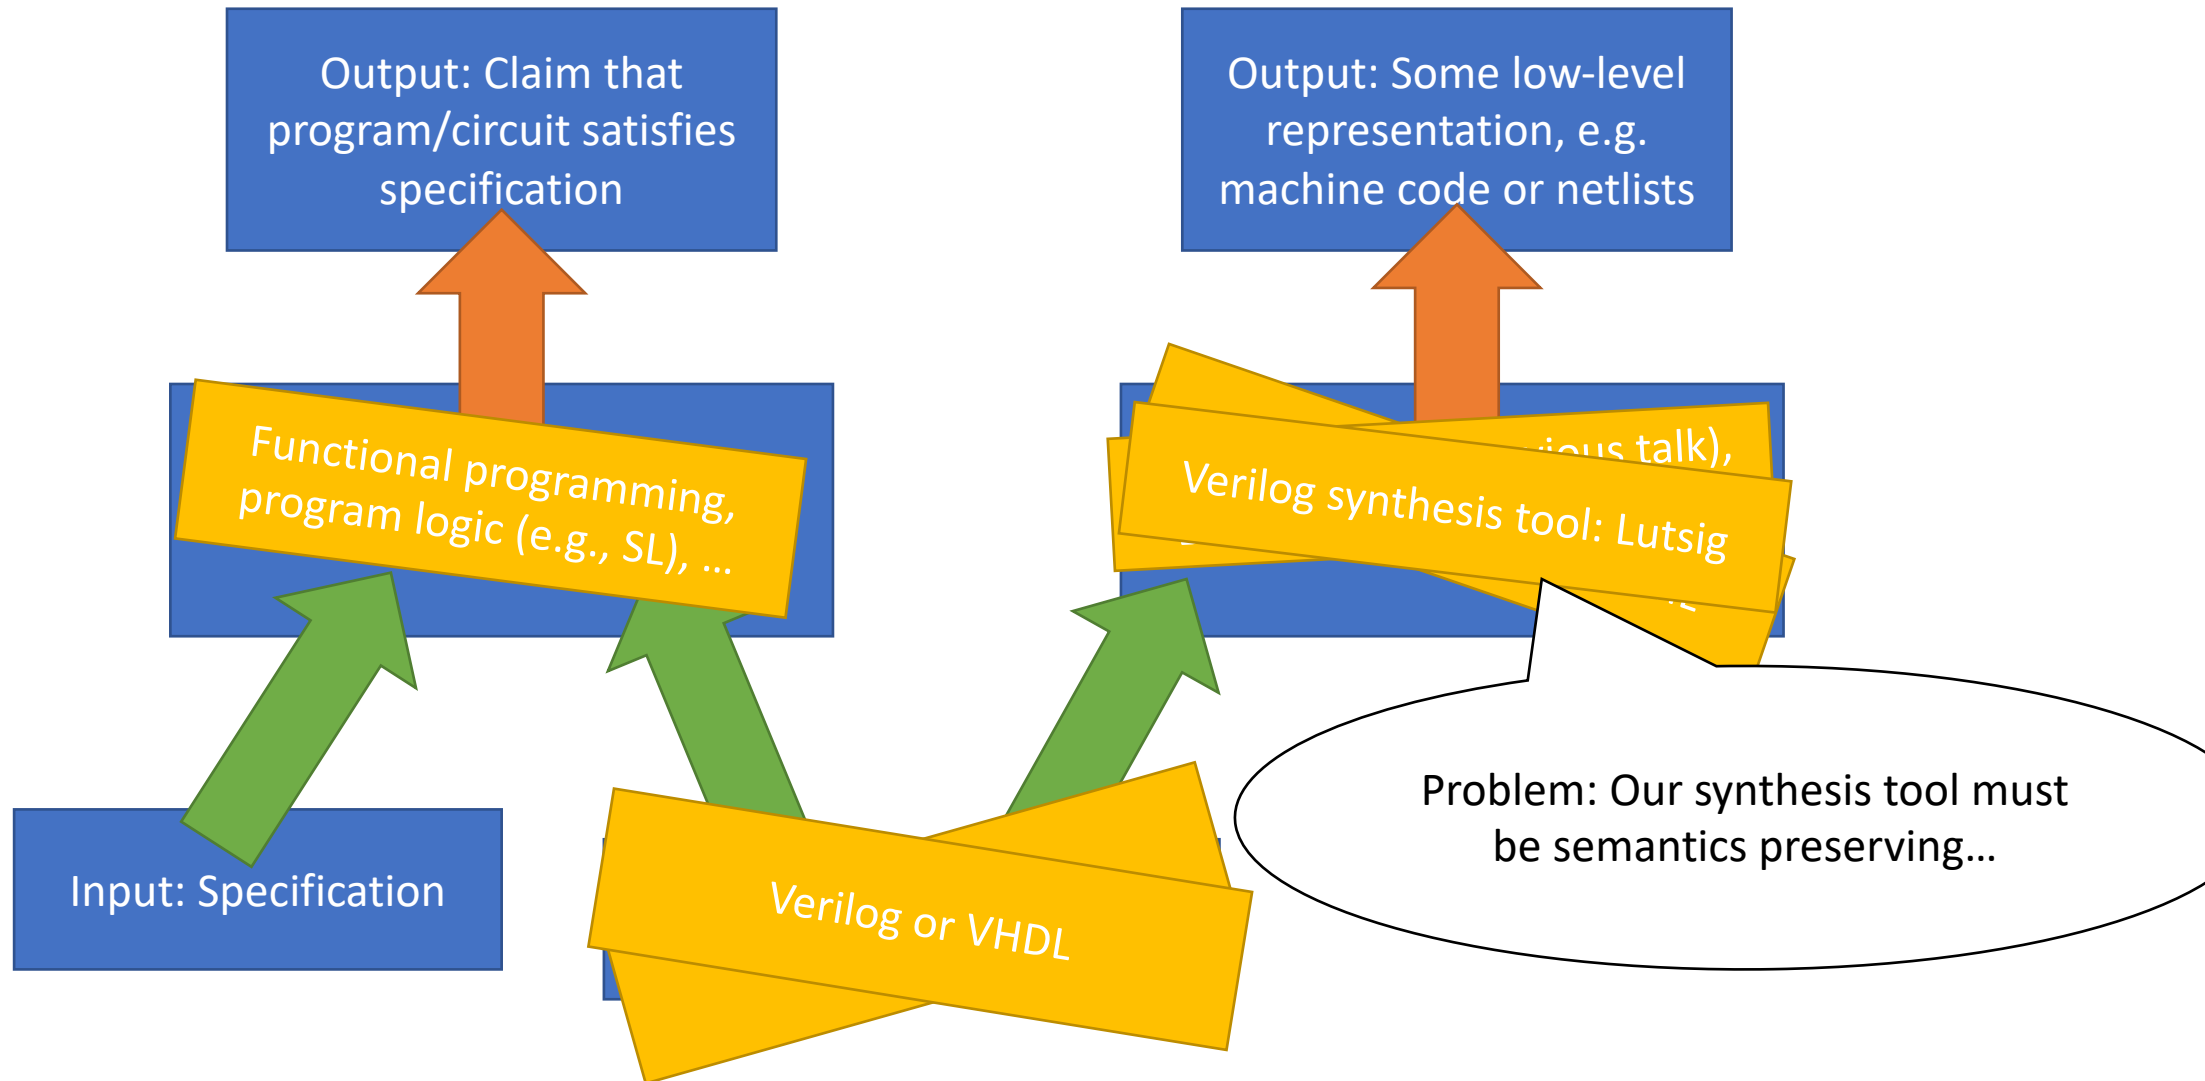 Output: Claim that
program/circuit satisfies
specification
Output: Some low-level
representation, e.g.
machine code or netlists
Functional programming,
program logic (e.g., SL), …
talk),
Verilog synthesis tool: Lutsig
Input: Specification
Verilog or VHDL
Problem: Our synthesis tool must
be semantics preserving…